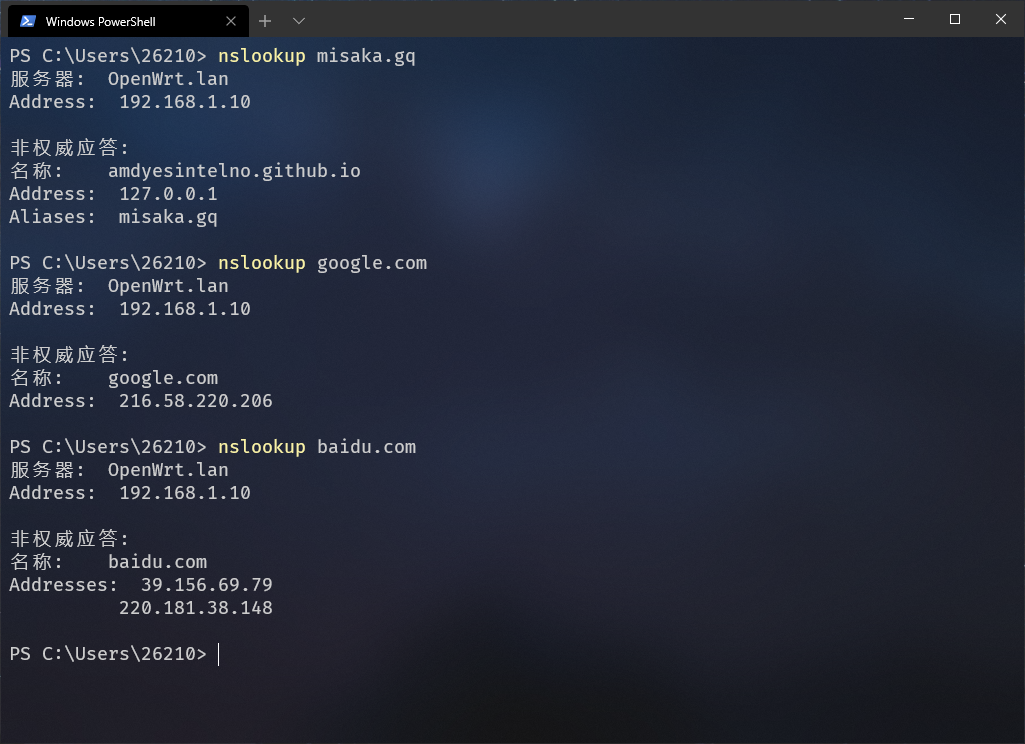 Windows PowerShell
PS C:\Users\26210> nslookup misaka.gq
服务器:  OpenWrt.lan
Address:  192.168.1.10
非权威应答:
名称:    amdyesintelno.github.io
Address:  127.0.0.1
Aliases:  misaka.gq
PS C:\Users\26210> nslookup google.com
服务器:  OpenWrt.lan
Address:  192.168.1.10
非权威应答:
名称:    google.com
Address:  216.58.220.206
PS C:\Users\26210> nslookup baidu.com
服务器:  OpenWrt.lan
Address:  192.168.1.10
非权威应答:
名称:    baidu.com
Addresses:  39.156.69.79
          220.181.38.148
PS C:\Users\26210>